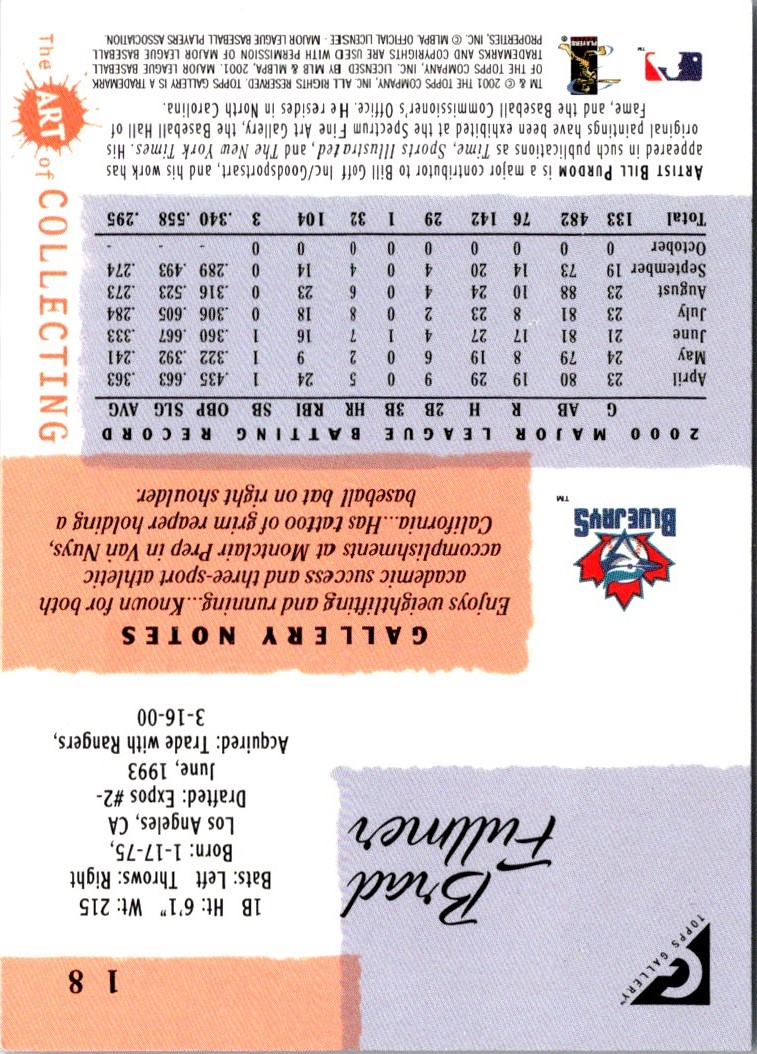 18
TOPPS GALLERY™
Brad
Fullmer
1B Ht: 6'1" Wt: 215
Bats: Left Throws: Right
Born: 1-17-75,
Los Angeles, CA
Drafted: Expos #2-
June, 1993
Acquired: Trade with Rangers,
3-16-00
GALLERY NOTES
Enjoys weightlifting and running...Known for both
academic success and three-sport athletic
accomplishments at Montclair Prep in Van Nuys,
California...Has tattoo of grim reaper holding a
baseball bat on right shoulder.
BLUE JAYS
TM
2000 MAJOR LEAGUE BATTING RECORD
G AB R H 2B 3B HR RBI SB OBP SLG AVG
April 23 80 19 29 9 0 5 24 1 .435 .663 .363
May 24 79 8 19 6 0 2 9 1 .322 .392 .241
June 21 81 17 27 4 1 7 16 1 .360 .667 .333
July 23 81 8 23 2 0 8 18 0 .306 .605 .284
August 23 88 10 24 4 0 6 23 0 .316 .523 .273
September 19 73 14 20 4 0 4 14 0 .289 .493 .274
October 0 0 0 0 0 0 0 0 0 - - -
Total 133 482 76 142 29 1 32 104 3 .340 .558 .295
The ART of COLLECTING
ARTIST BILL PURDOM is a major contributor to Bill Goff Inc/Goodsportsart, and his work has
appeared in such publications as Time, Sports Illustrated, and The New York Times. His
original paintings have been exhibited at the Spectrum Fine Art Gallery, the Baseball Hall of
Fame, and the Baseball Commissioner's Office. He resides in North Carolina.
TM & © 2001 THE TOPPS COMPANY, INC. ALL RIGHTS RESERVED. TOPPS GALLERY IS A TRADEMARK
OF THE TOPPS COMPANY, INC. LICENSED BY MLB & MLBPA, 2001. MAJOR LEAGUE BASEBALL
TRADEMARKS AND COPYRIGHTS ARE USED WITH PERMISSION OF MAJOR LEAGUE BASEBALL
PROPERTIES, INC. © MLBPA. OFFICIAL LICENSEE - MAJOR LEAGUE BASEBALL PLAYERS ASSOCIATION.
TM
PLAYERS